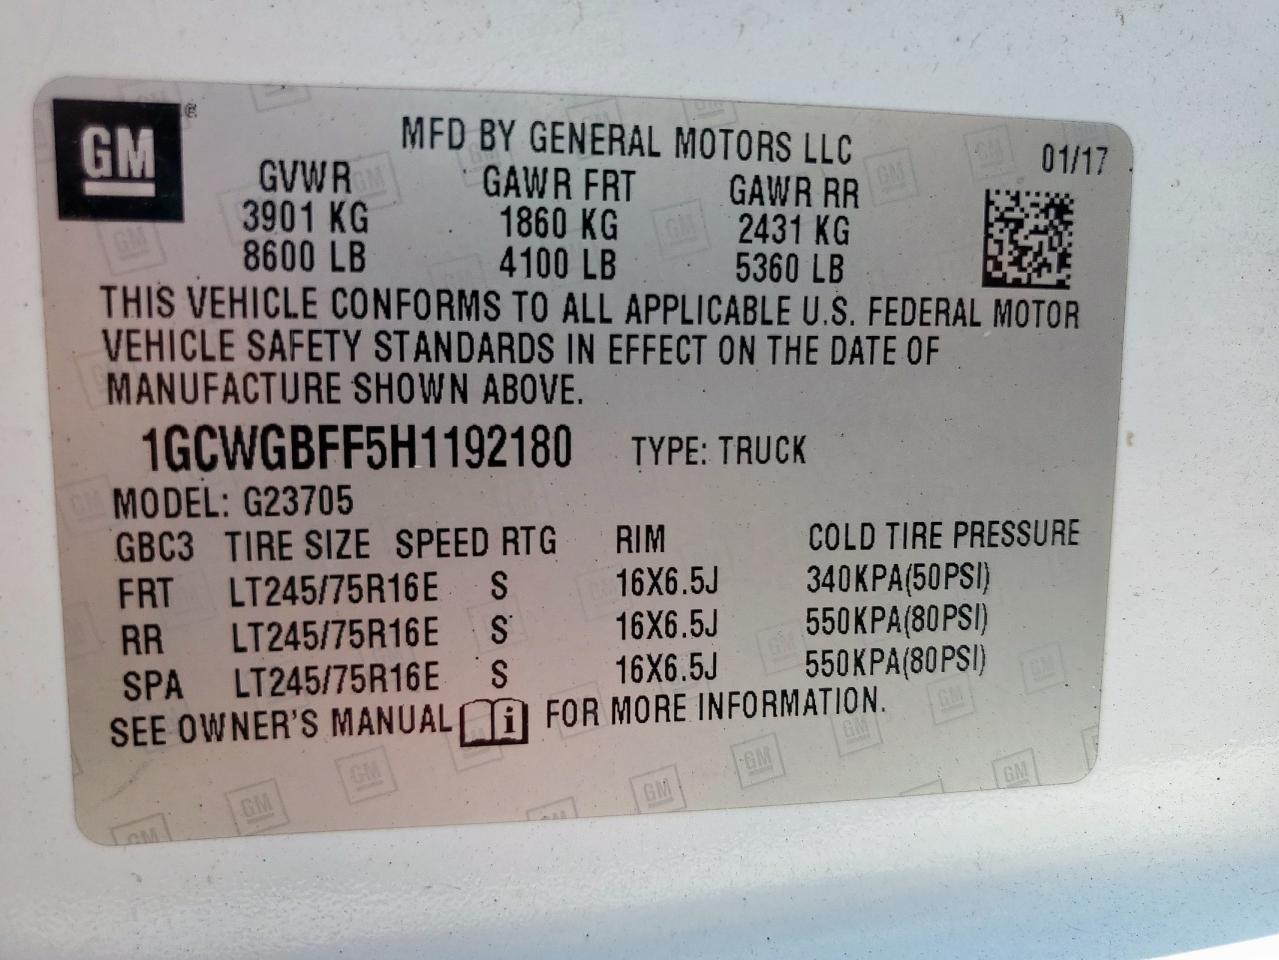 GM
MFD BY GENERAL MOTORS LLC 01/17
GVWR GAWR FRT GAWR RR
3901 KG 1860 KG 2431 KG
8600 LB 4100 LB 5360 LB
THIS VEHICLE CONFORMS TO ALL APPLICABLE U.S. FEDERAL MOTOR
VEHICLE SAFETY STANDARDS IN EFFECT ON THE DATE OF
MANUFACTURE SHOWN ABOVE.
1GCWGBFF5H1192180 TYPE: TRUCK
MODEL: G23705
GBC3 TIRE SIZE SPEED RTG RIM COLD TIRE PRESSURE
FRT LT245/75R16E S 16X6.5J 340KPA(50PSI)
RR LT245/75R16E S 16X6.5J 550KPA(80PSI)
SPA LT245/75R16E S 16X6.5J 550KPA(80PSI)
SEE OWNER'S MANUAL i FOR MORE INFORMATION.